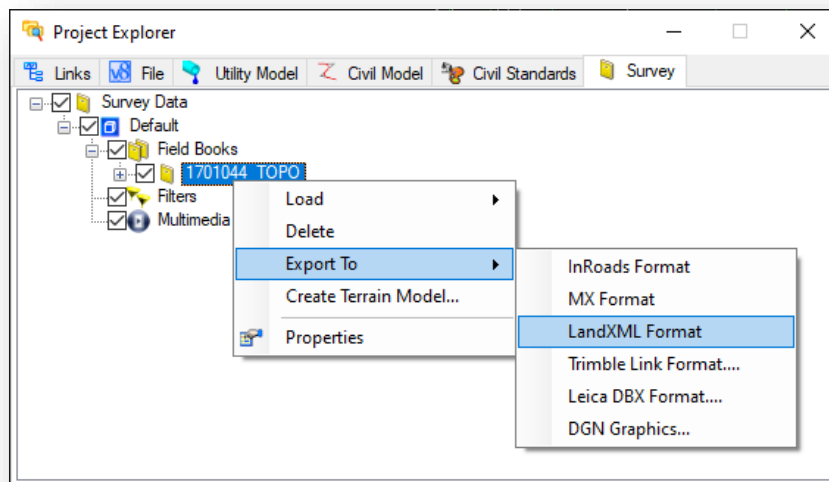 Project Explorer
Links File Utility Model Civil Model Civil Standards Survey
Survey Data
Default
Field Books
1701044_TOPO
Filters
Multimedia
Load
Delete
Export To
Create Terrain Model...
Properties
InRoads Format
MX Format
LandXML Format
Trimble Link Format....
Leica DBX Format....
DGN Graphics...